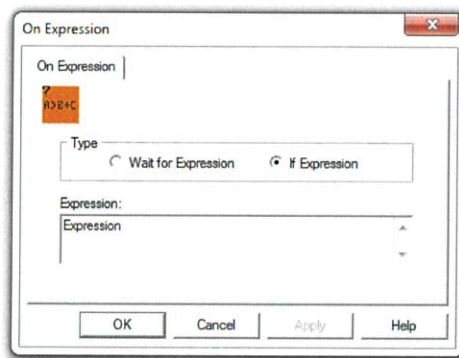 On Expression
On Expression
?
A>B+C
Type
Wait for Expression If Expression
Expression:
Expression
OK Cancel Apply Help